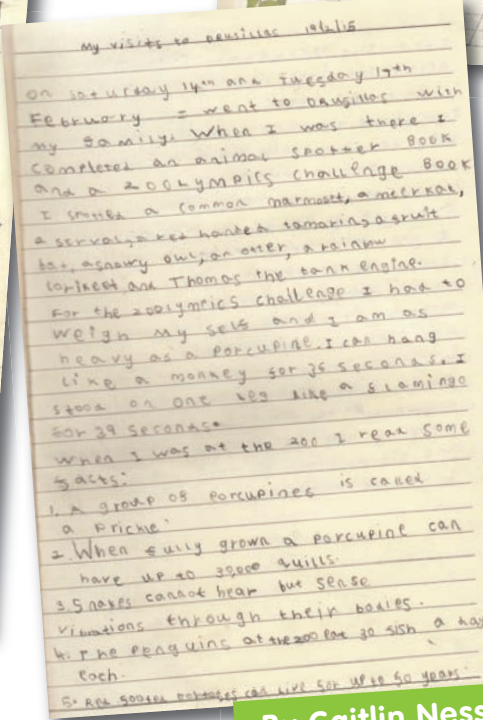 My visits to Drusillas 19/2/15
On Saturday 14th and Tuesday 17th
February I went to Drusillas with
my family. When I was there I
completed an animal spotter BOOK
and a ZOOLYMPICS challenge BOOK
I spotted a common marmoset, a meerkat,
a serval, a red handed tamarin, a fruit
bat, a snowy owl, an otter, a rainbw
lorikeet and Thomas the tank engine.
For the zoolympics challenge I had to
weigh my self and I am as
heavy as a porcupine. I can hang
like a monkey for 35 seconds. I
stood on one leg like a flamingo
for 39 seconds.
When I was at the zoo I read some
facts:
1. A group of porcupines is called
a prickle.
2. When fully grown a porcupine can
have up to 30,000 quills.
3. Snakes cannot hear but sense
vibrations through their bodies.
4. The penguins at the zoo eat 30 fish a day
each.
5. Red footed tortoises can live for up to 50 years.
By Caitlin Ness